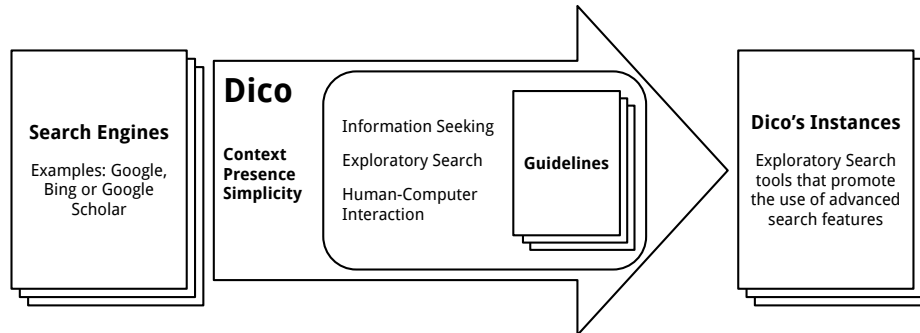 Search Engines
Examples: Google,
Bing or Google
Scholar
Dico
Context
Presence
Simplicity
Information Seeking
Exploratory Search
Human-Computer
Interaction
Guidelines
Dico's Instances
Exploratory Search
tools that promote
the use of advanced
search features